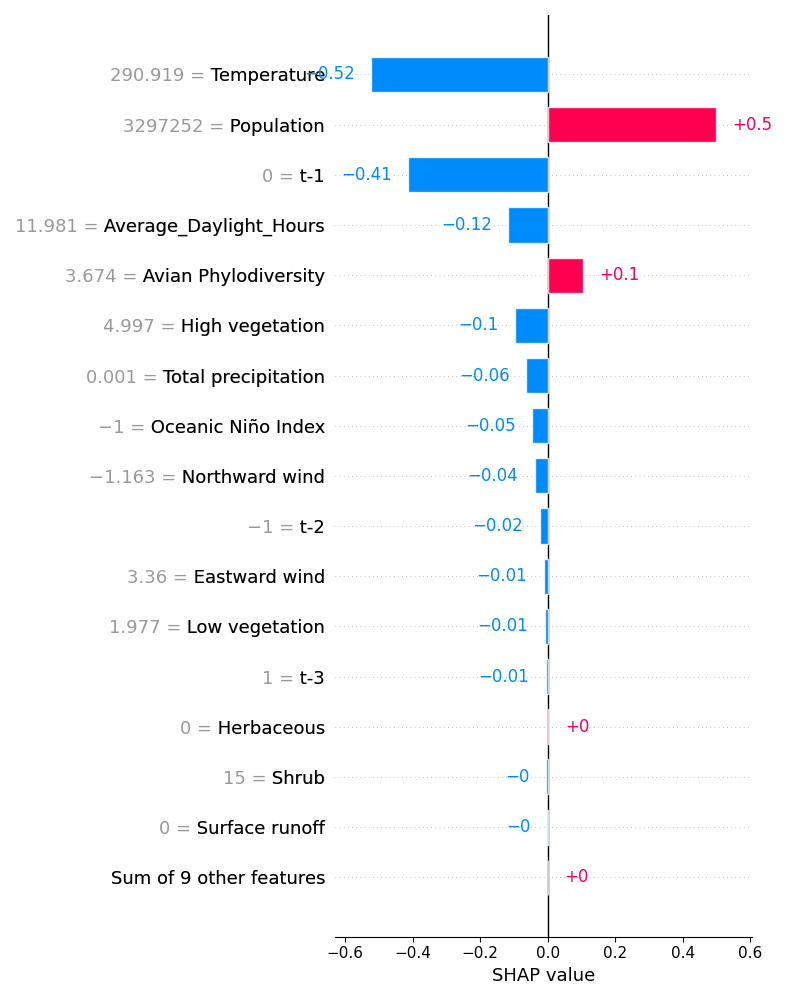 290.919 = Temperature −0.52
3297252 = Population +0.5
0 = t-1 −0.41
11.981 = Average_Daylight_Hours −0.12
3.674 = Avian Phylodiversity +0.1
4.997 = High vegetation −0.1
0.001 = Total precipitation −0.06
−1 = Oceanic Niño Index −0.05
−1.163 = Northward wind −0.04
−1 = t-2 −0.02
3.36 = Eastward wind −0.01
1.977 = Low vegetation −0.01
1 = t-3 −0.01
0 = Herbaceous +0
15 = Shrub −0
0 = Surface runoff −0
Sum of 9 other features +0
−0.6 −0.4 −0.2 0.0 0.2 0.4 0.6
SHAP value